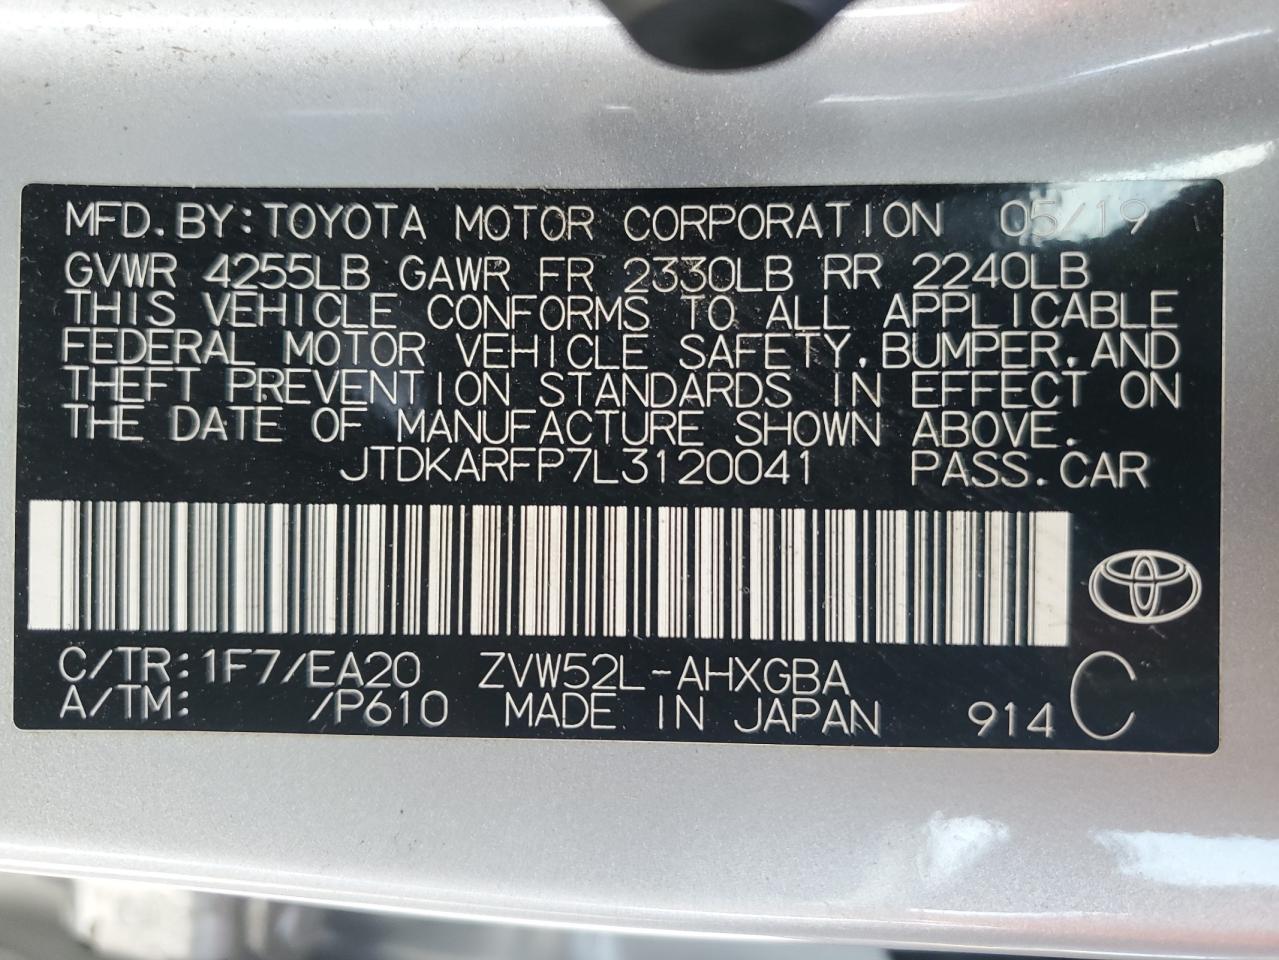 MFD.BY:TOYOTA MOTOR CORPORATION 05/19
GVWR 4255LB GAWR FR 2330LB RR 2240LB
THIS VEHICLE CONFORMS TO ALL APPLICABLE
FEDERAL MOTOR VEHICLE SAFETY,BUMPER,AND
THEFT PREVENTION STANDARDS IN EFFECT ON
THE DATE OF MANUFACTURE SHOWN ABOVE.
JTDKARFP7L3120041 PASS.CAR
C/TR:1F7/EA20 ZVW52L-AHXGBA
A/TM: /P610 MADE IN JAPAN 914 C